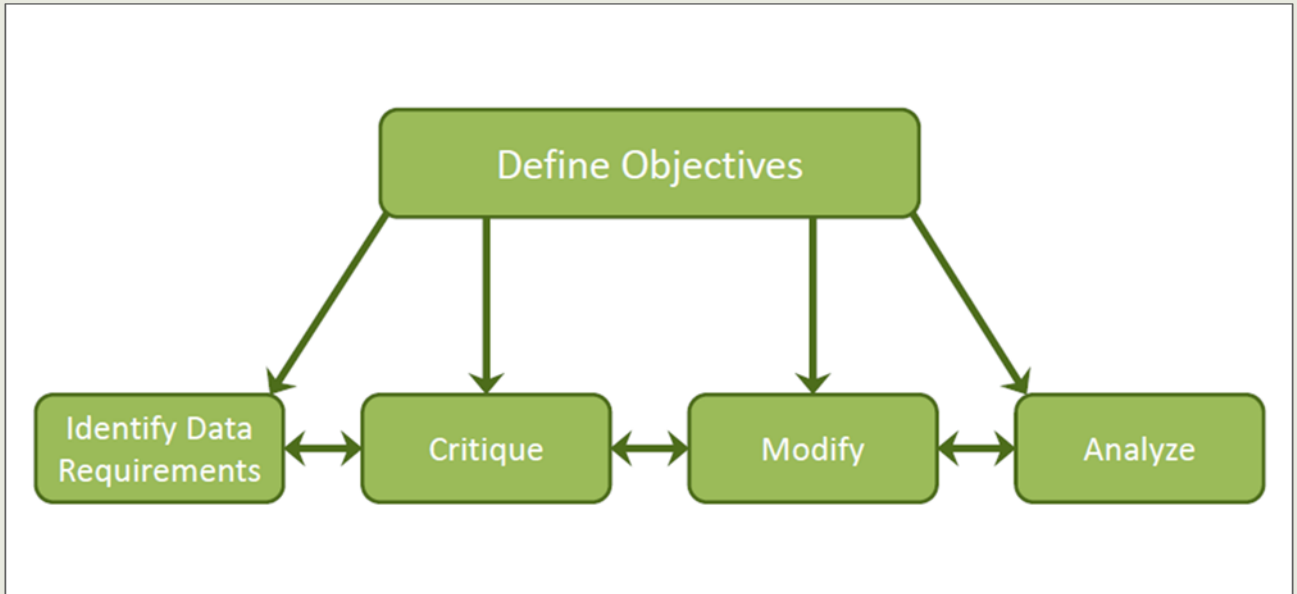 Define Objectives
Identify Data
Requirements
Critique
Modify
Analyze